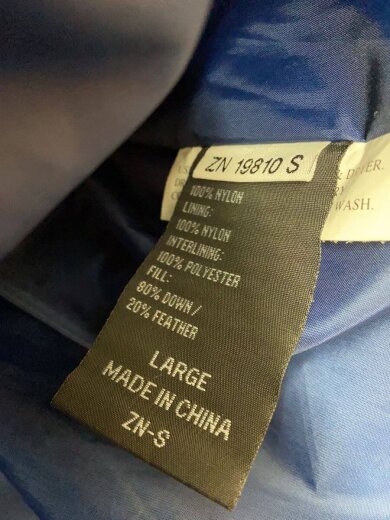 ZN 19810 S
100% NYLON
LINING:
100% NYLON
INTERLINING:
100% POLYESTER
FILL:
80% DOWN/
20% FEATHER
LARGE
MADE IN CHINA
ZN-S
DRYER.
WASH.